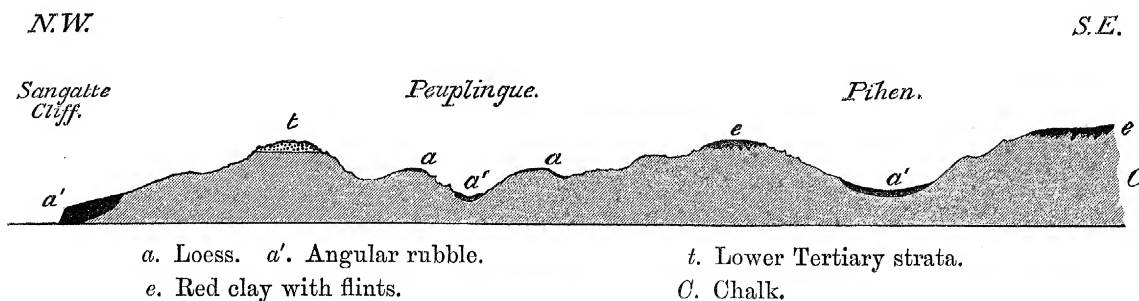 N.W. S.E.
Sangatte Cliff. Peuplingue. Pihen.
t e e
a a
a' a' a' C
a. Loess. a'. Angular rubble. t. Lower Tertiary strata.
e. Red clay with flints. C. Chalk.